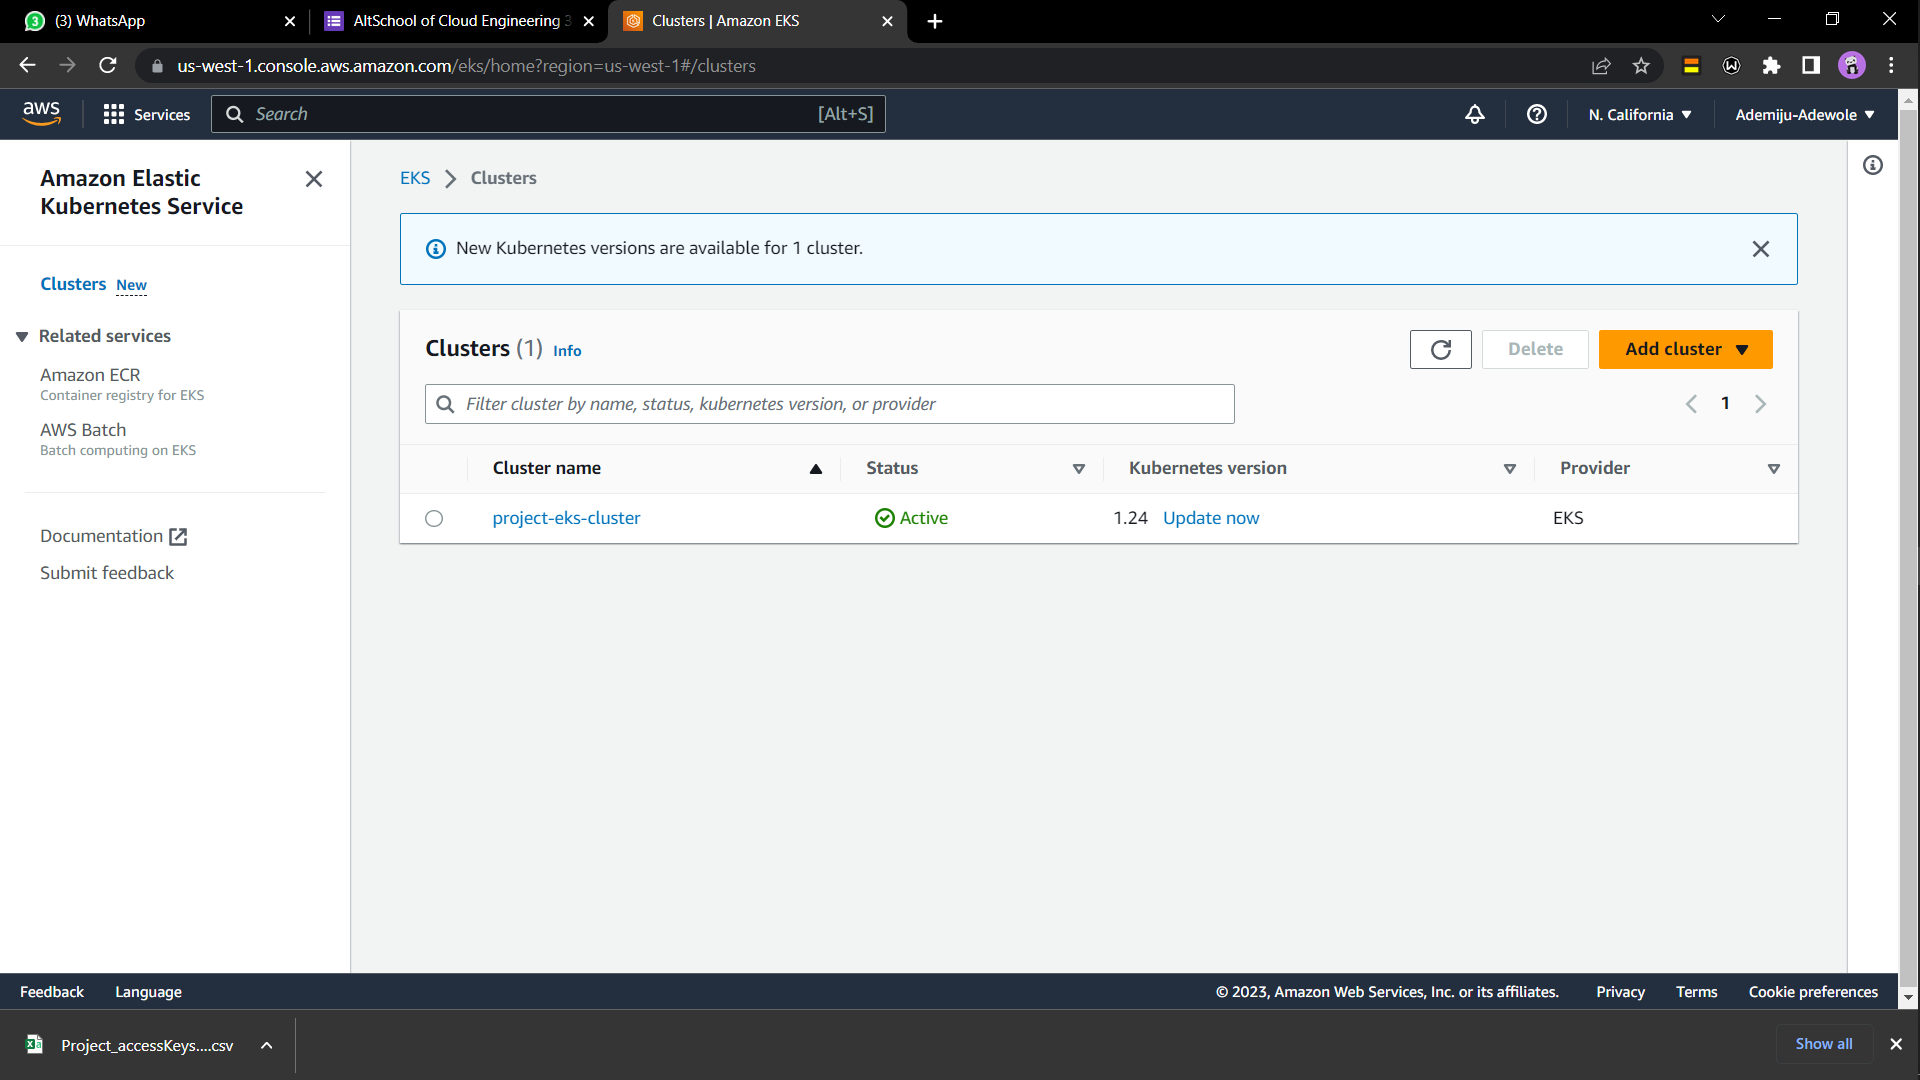 (3) WhatsApp
AltSchool of Cloud Engineering 3
Clusters | Amazon EKS
us-west-1.console.aws.amazon.com/eks/home?region=us-west-1#/clusters
aws
Services
Search
[Alt+S]
N. California
Ademiju-Adewole
Amazon Elastic
Kubernetes Service
Clusters New
Related services
Amazon ECR
Container registry for EKS
AWS Batch
Batch computing on EKS
Documentation
Submit feedback
EKS
Clusters
New Kubernetes versions are available for 1 cluster.
Clusters (1) Info
Delete
Add cluster
Filter cluster by name, status, kubernetes version, or provider
1
Cluster name
Status
Kubernetes version
Provider
project-eks-cluster
Active
1.24 Update now
EKS
Feedback
Language
© 2023, Amazon Web Services, Inc. or its affiliates.
Privacy
Terms
Cookie preferences
Project_accessKeys....csv
Show all